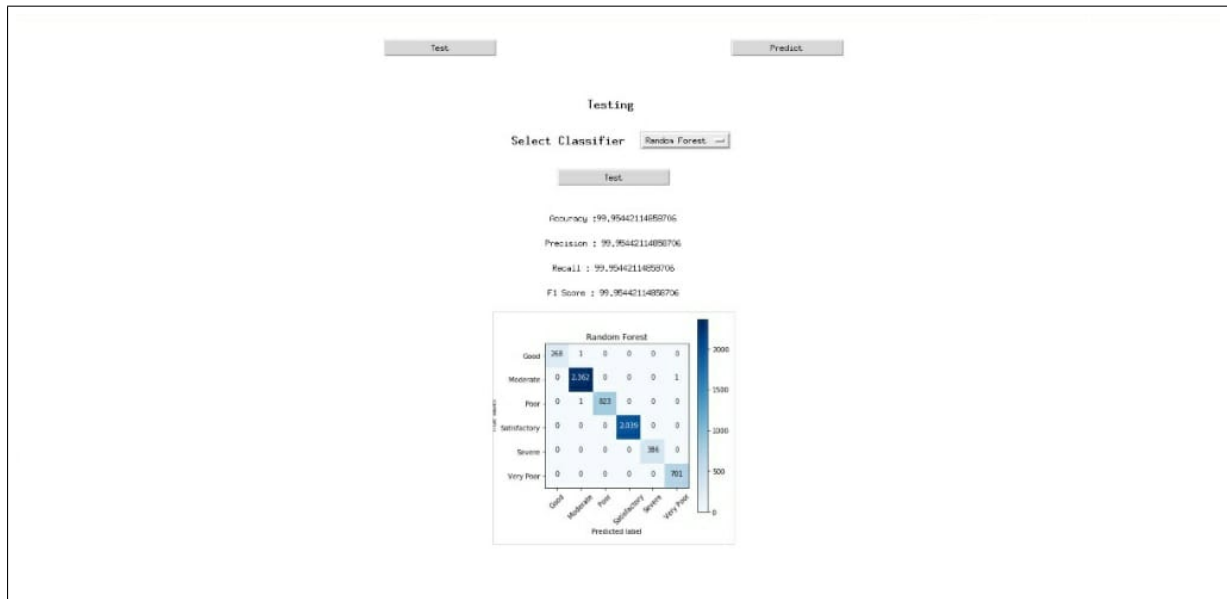 Test Predict
Testing
Select Classifier Random Forest
Test
Accuracy :99.95442114858706
Precision : 99.95442114858706
Recall : 99.95442114858706
F1 Score : 99.95442114858706
Random Forest
Good 268 1 0 0 0 0
Moderate 0 2,362 0 0 0 1
Poor 0 1 823 0 0 0
Satisfactory 0 0 0 2,039 0 0
Severe 0 0 0 0 386 0
Very Poor 0 0 0 0 0 701
Good Moderate Poor Satisfactory Severe Very Poor
Predicted label
2000
1500
1000
500
0